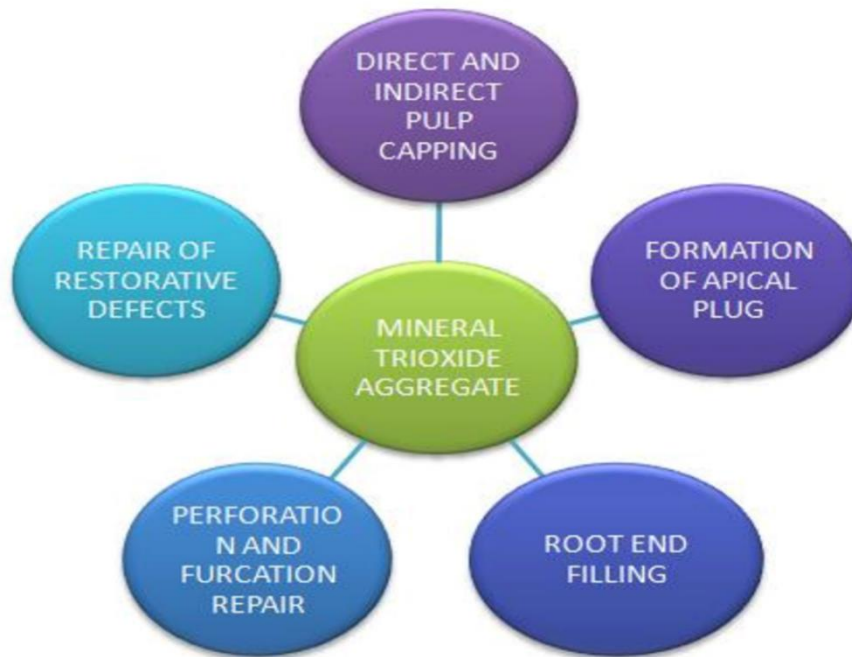 DIRECT AND
INDIRECT
PULP
CAPPING
REPAIR OF
RESTORATIVE
DEFECTS
FORMATION
OF APICAL
PLUG
MINERAL
TRIOXIDE
AGGREGATE
PERFORATIO
N AND
FURCATION
REPAIR
ROOT END
FILLING